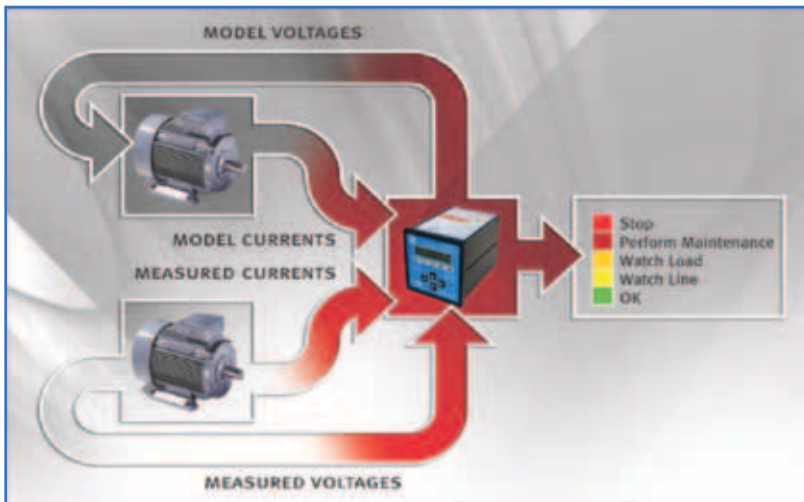 MODEL VOLTAGES
MODEL CURRENTS
MEASURED CURRENTS
Stop
Perform Maintenance
Watch Load
Watch Line
OK
MEASURED VOLTAGES